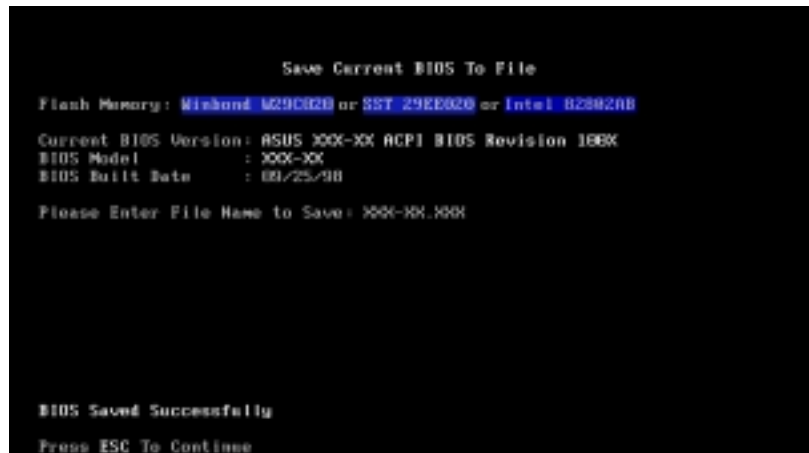 Save Current BIOS To File
Flash Memory: Winbond W29C020 or SST 29EE020 or Intel 82802AB
Current BIOS Version: ASUS XXX-XX ACPI BIOS Revision 100X
BIOS Model : XXX-XX
BIOS Built Date : 09/25/98
Please Enter File Name to Save: XXX-XX.XXX
BIOS Saved Successfully
Press ESC To Continue